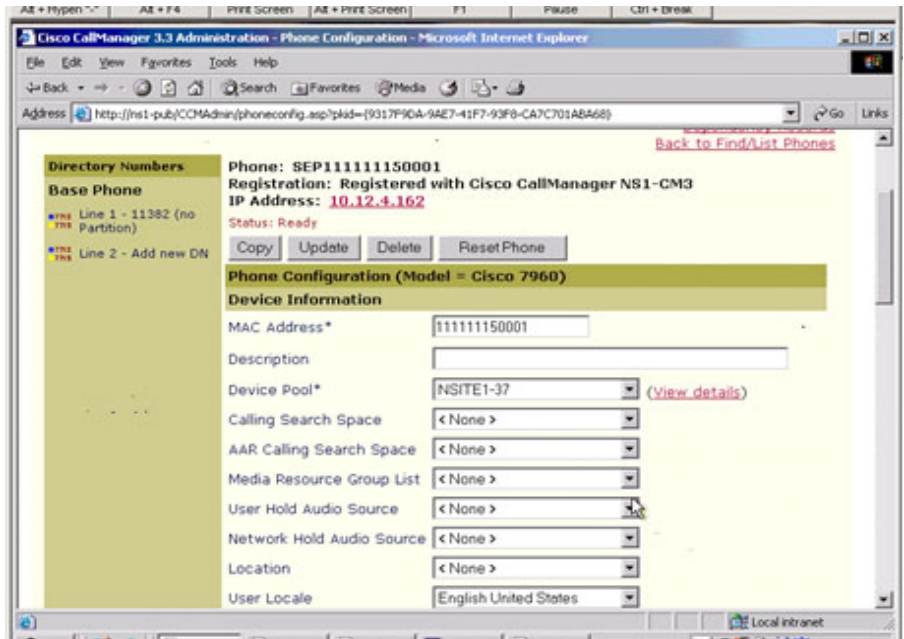 Alt + Hypen "-" Alt + F4 Print Screen Alt + Print Screen F1 Pause Ctrl + Break
Cisco CallManager 3.3 Administration - Phone Configuration - Microsoft Internet Explorer
File Edit View Favorites Tools Help
Back Search Favorites Media
Address http://ns1-pub/CCMAdmin/phoneconfig.asp?pkid={9317F9DA-9AE7-41F7-93F8-CA7C701ABA68} Go Links
Dependency Records
Back to Find/List Phones
Directory Numbers
Base Phone
Line 1 - 11382 (no Partition)
Line 2 - Add new DN
Phone: SEP111111150001
Registration: Registered with Cisco CallManager NS1-CM3
IP Address: 10.12.4.162
Status: Ready
Copy Update Delete Reset Phone
Phone Configuration (Model = Cisco 7960)
Device Information
MAC Address* 111111150001
Description
Device Pool* NSITE1-37 (View details)
Calling Search Space < None >
AAR Calling Search Space < None >
Media Resource Group List < None >
User Hold Audio Source < None >
Network Hold Audio Source < None >
Location < None >
User Locale English United States
Local intranet